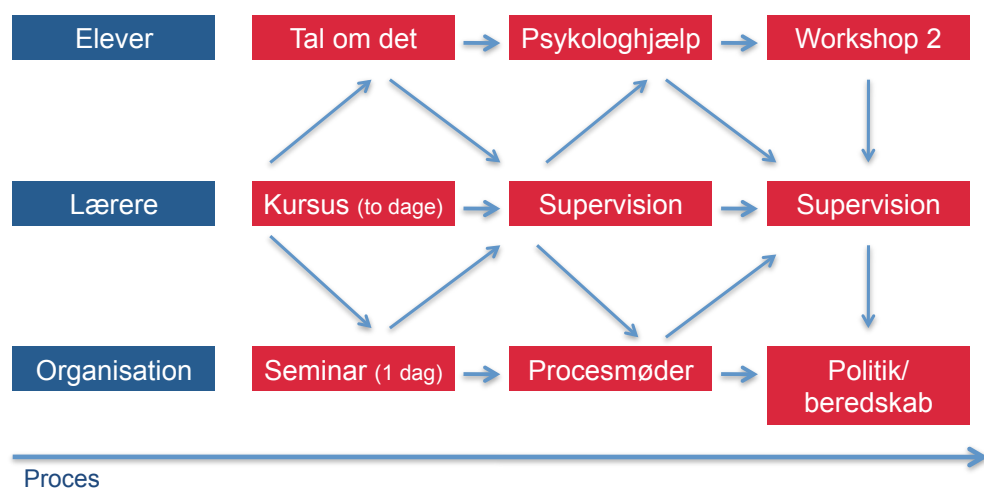 Elever
Tal om det
Psykologhjælp
Workshop 2
Lærere
Kursus (to dage)
Supervision
Supervision
Organisation
Seminar (1 dag)
Procesmøder
Politik/
beredskab
Proces